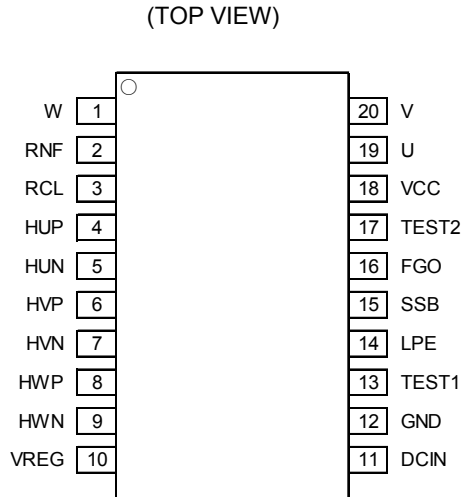 (TOP VIEW)
W 1 20 V
RNF 2 19 U
RCL 3 18 VCC
HUP 4 17 TEST2
HUN 5 16 FGO
HVP 6 15 SSB
HVN 7 14 LPE
HWP 8 13 TEST1
HWN 9 12 GND
VREG 10 11 DCIN